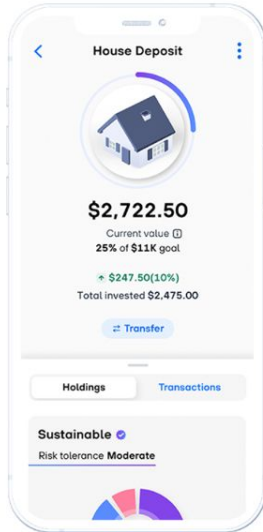 House Deposit
$2,722.50
Current value
25% of $11K goal
$247.50(10%)
Total invested $2,475.00
Transfer
Holdings
Transactions
Sustainable
Risk tolerance Moderate